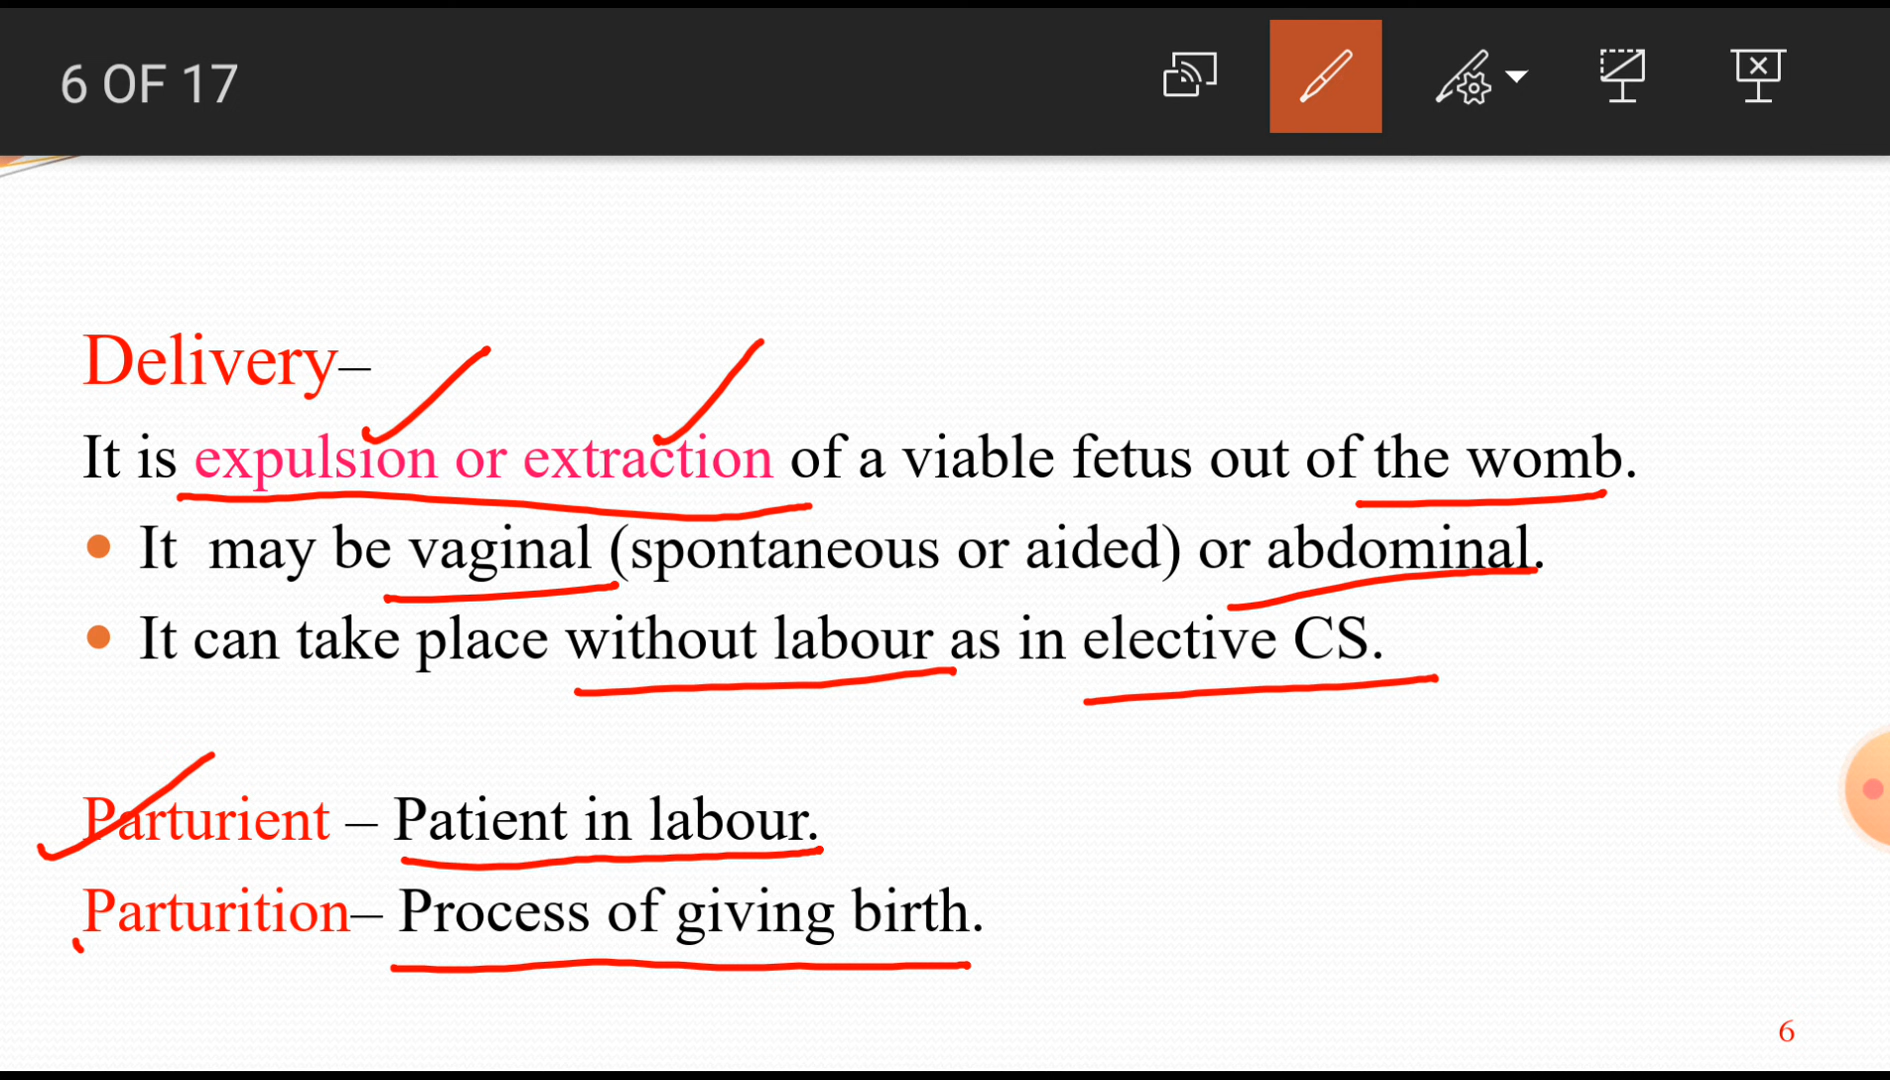 6 OF 17
Delivery–
It is expulsion or extraction of a viable fetus out of the womb.
• It may be vaginal (spontaneous or aided) or abdominal.
• It can take place without labour as in elective CS.
Parturient – Patient in labour.
Parturition– Process of giving birth.
6